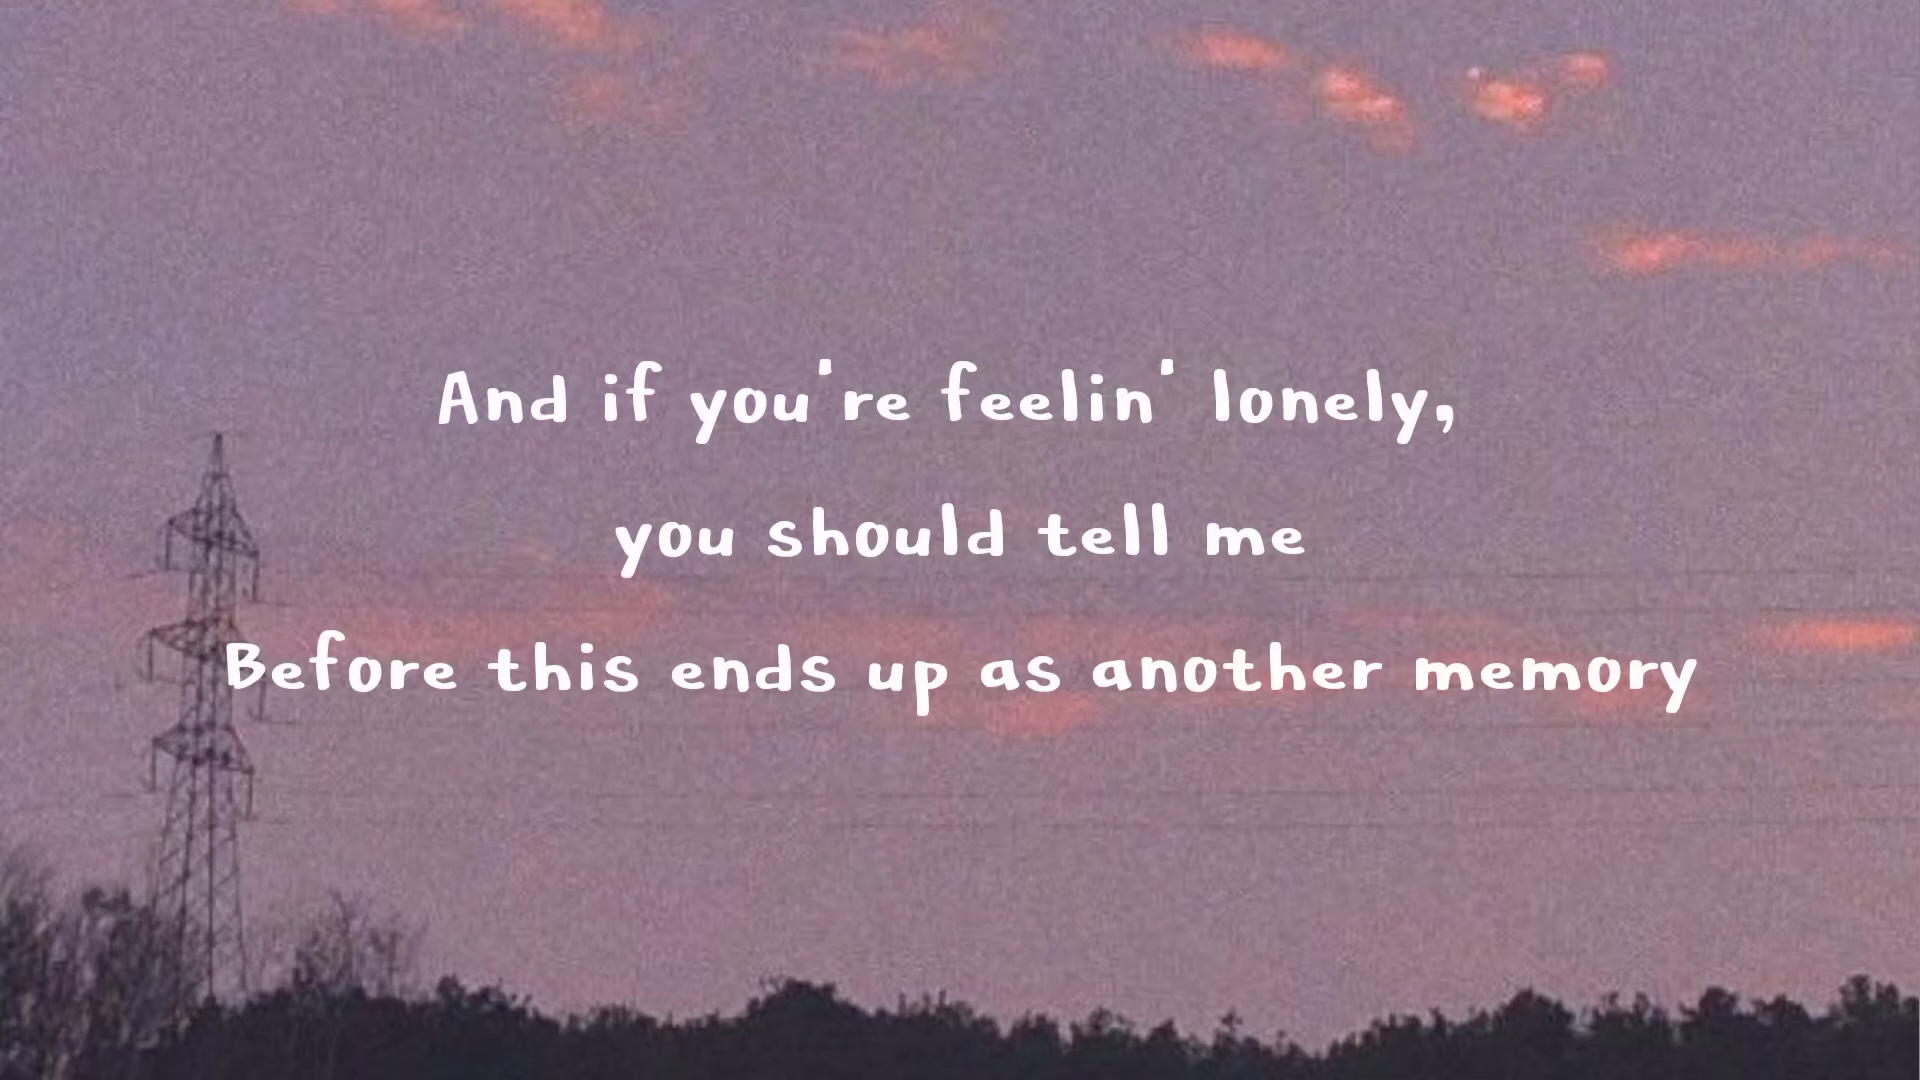 And if you're feelin' lonely,
you should tell me
Before this ends up as another memory